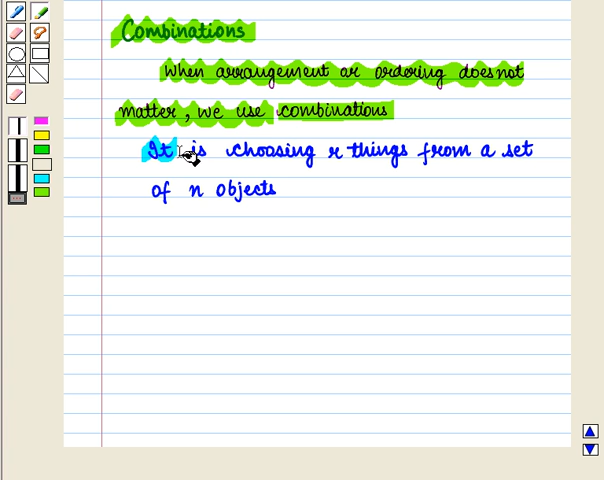 Combinations
When arrangement or ordering does not
matter, we use combinations
It is choosing r things from a set
of n objects